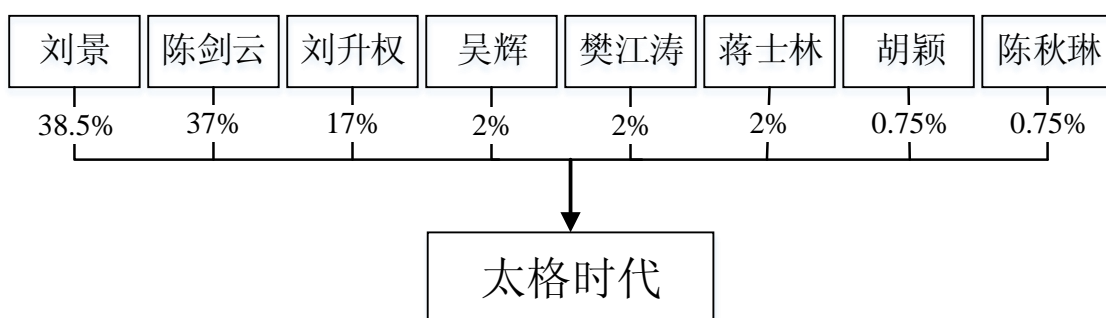 刘景 陈剑云 刘升权 吴辉 樊江涛 蒋士林 胡颖 陈秋琳
38.5% 37% 17% 2% 2% 2% 0.75% 0.75%
太格时代